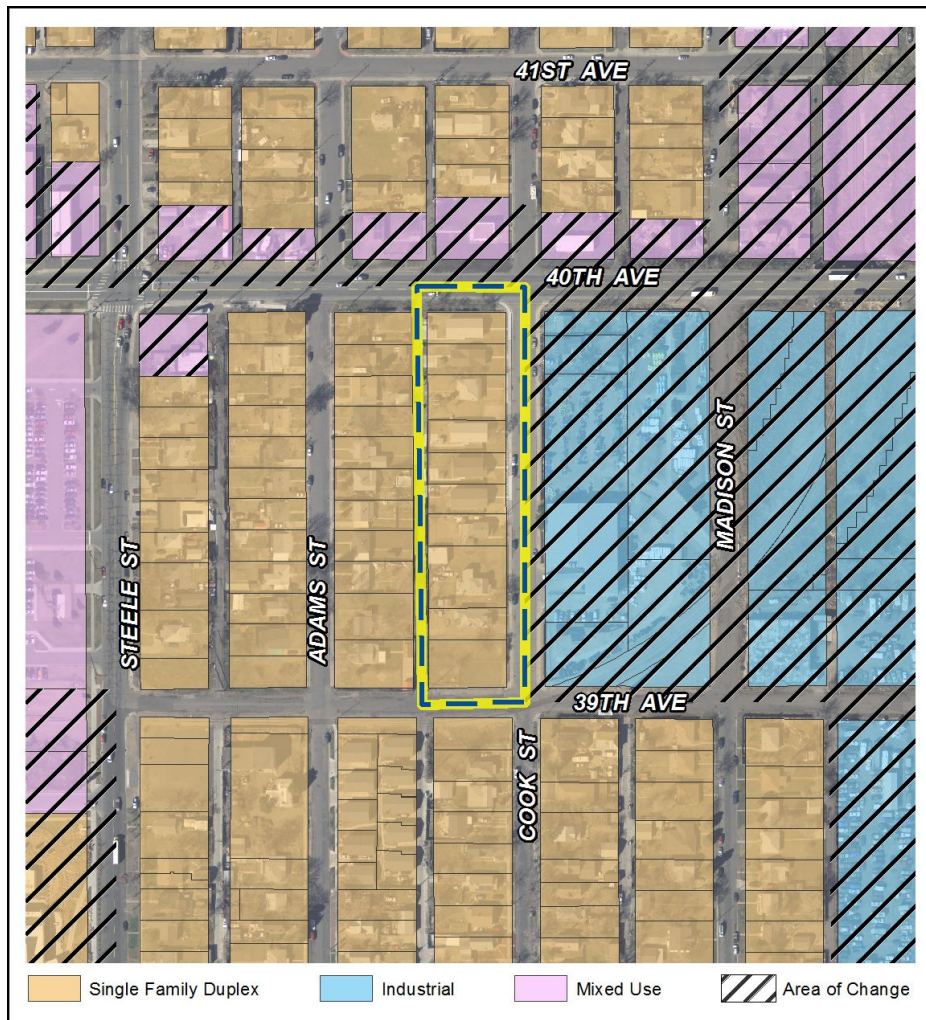 41ST AVE
40TH AVE
MADISON ST
STEELE ST
ADAMS ST
39TH AVE
COOK ST
Single Family Duplex
Industrial
Mixed Use
Area of Change